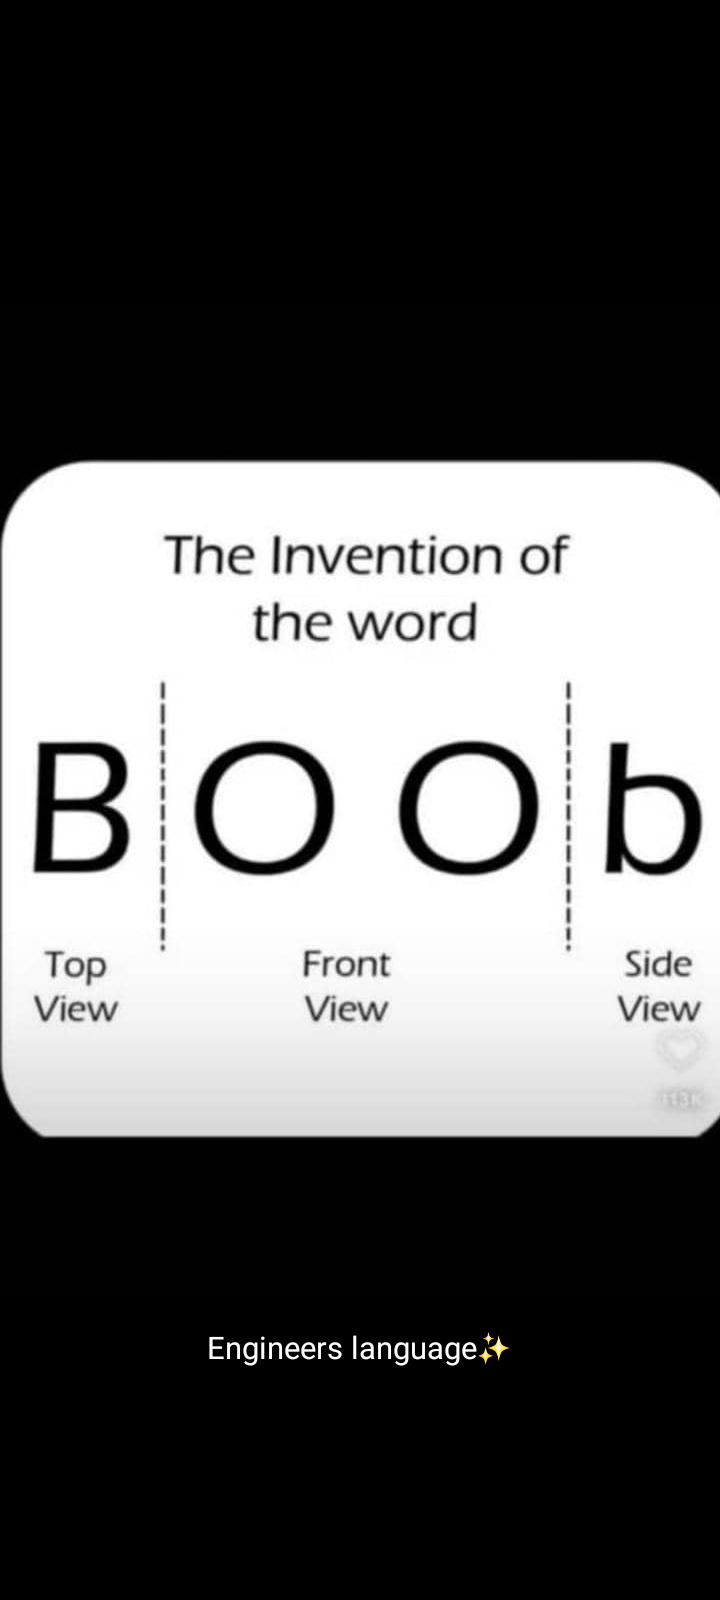 The Invention of
the word
B O O b
Top View
Front View
Side View
113K
Engineers language✨